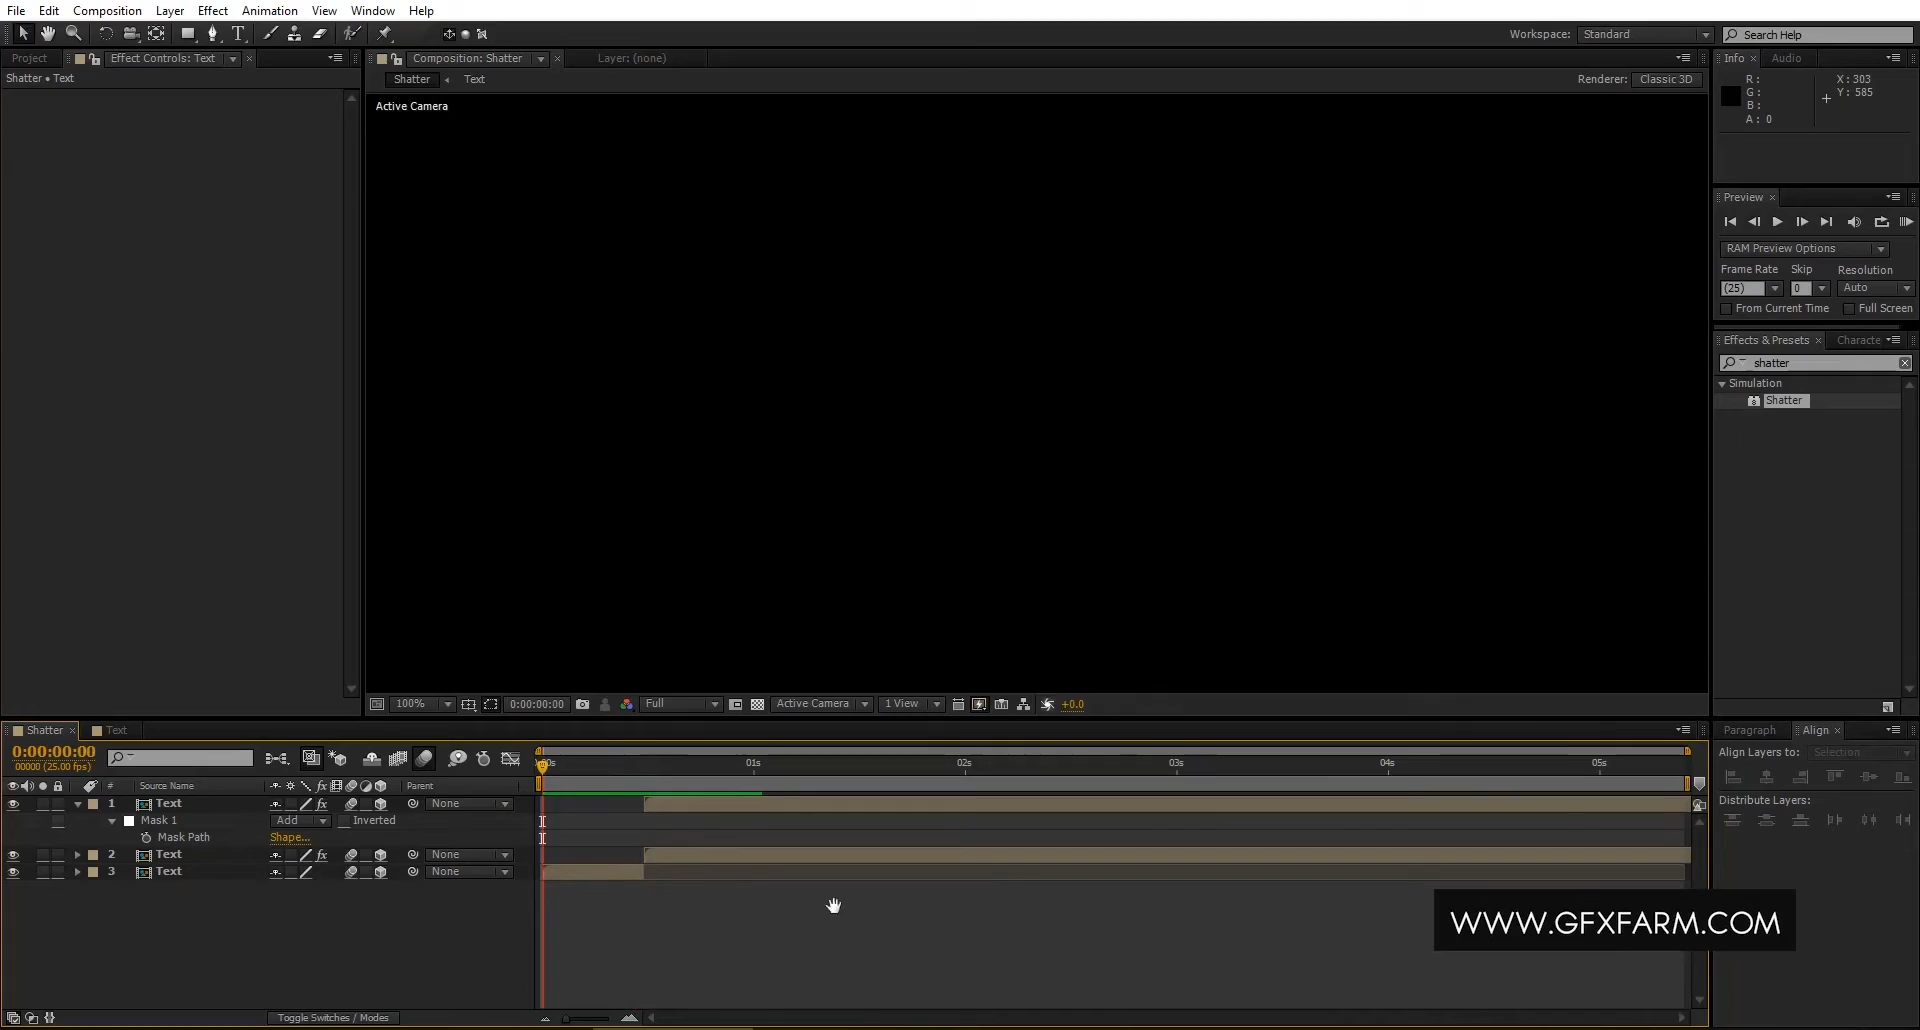 File Edit Composition Layer Effect Animation View Window Help
Workspace: Standard Search Help
Project Effect Controls: Text Composition: Shatter Layer: (none) Info Audio
Shatter • Text
Shatter Text Renderer: Classic 3D
Active Camera
R :
G :
B :
A : 0
X : 303
Y : 585
Preview
RAM Preview Options
Frame Rate Skip Resolution
(25) 0 Auto
From Current Time Full Screen
Effects & Presets Characte
shatter
Simulation
Shatter
100% 0:00:00:00 Full Active Camera 1 View +0.0
Shatter Text
0:00:00:00
00000 (25.00 fps)
01s 02s 03s 04s 05s
# Source Name Parent
1 Text None
Mask 1 Add Inverted
Mask Path Shape...
2 Text None
3 Text None
Toggle Switches / Modes
Paragraph Align
Align Layers to: Selection
Distribute Layers:
WWW.GFXFARM.COM